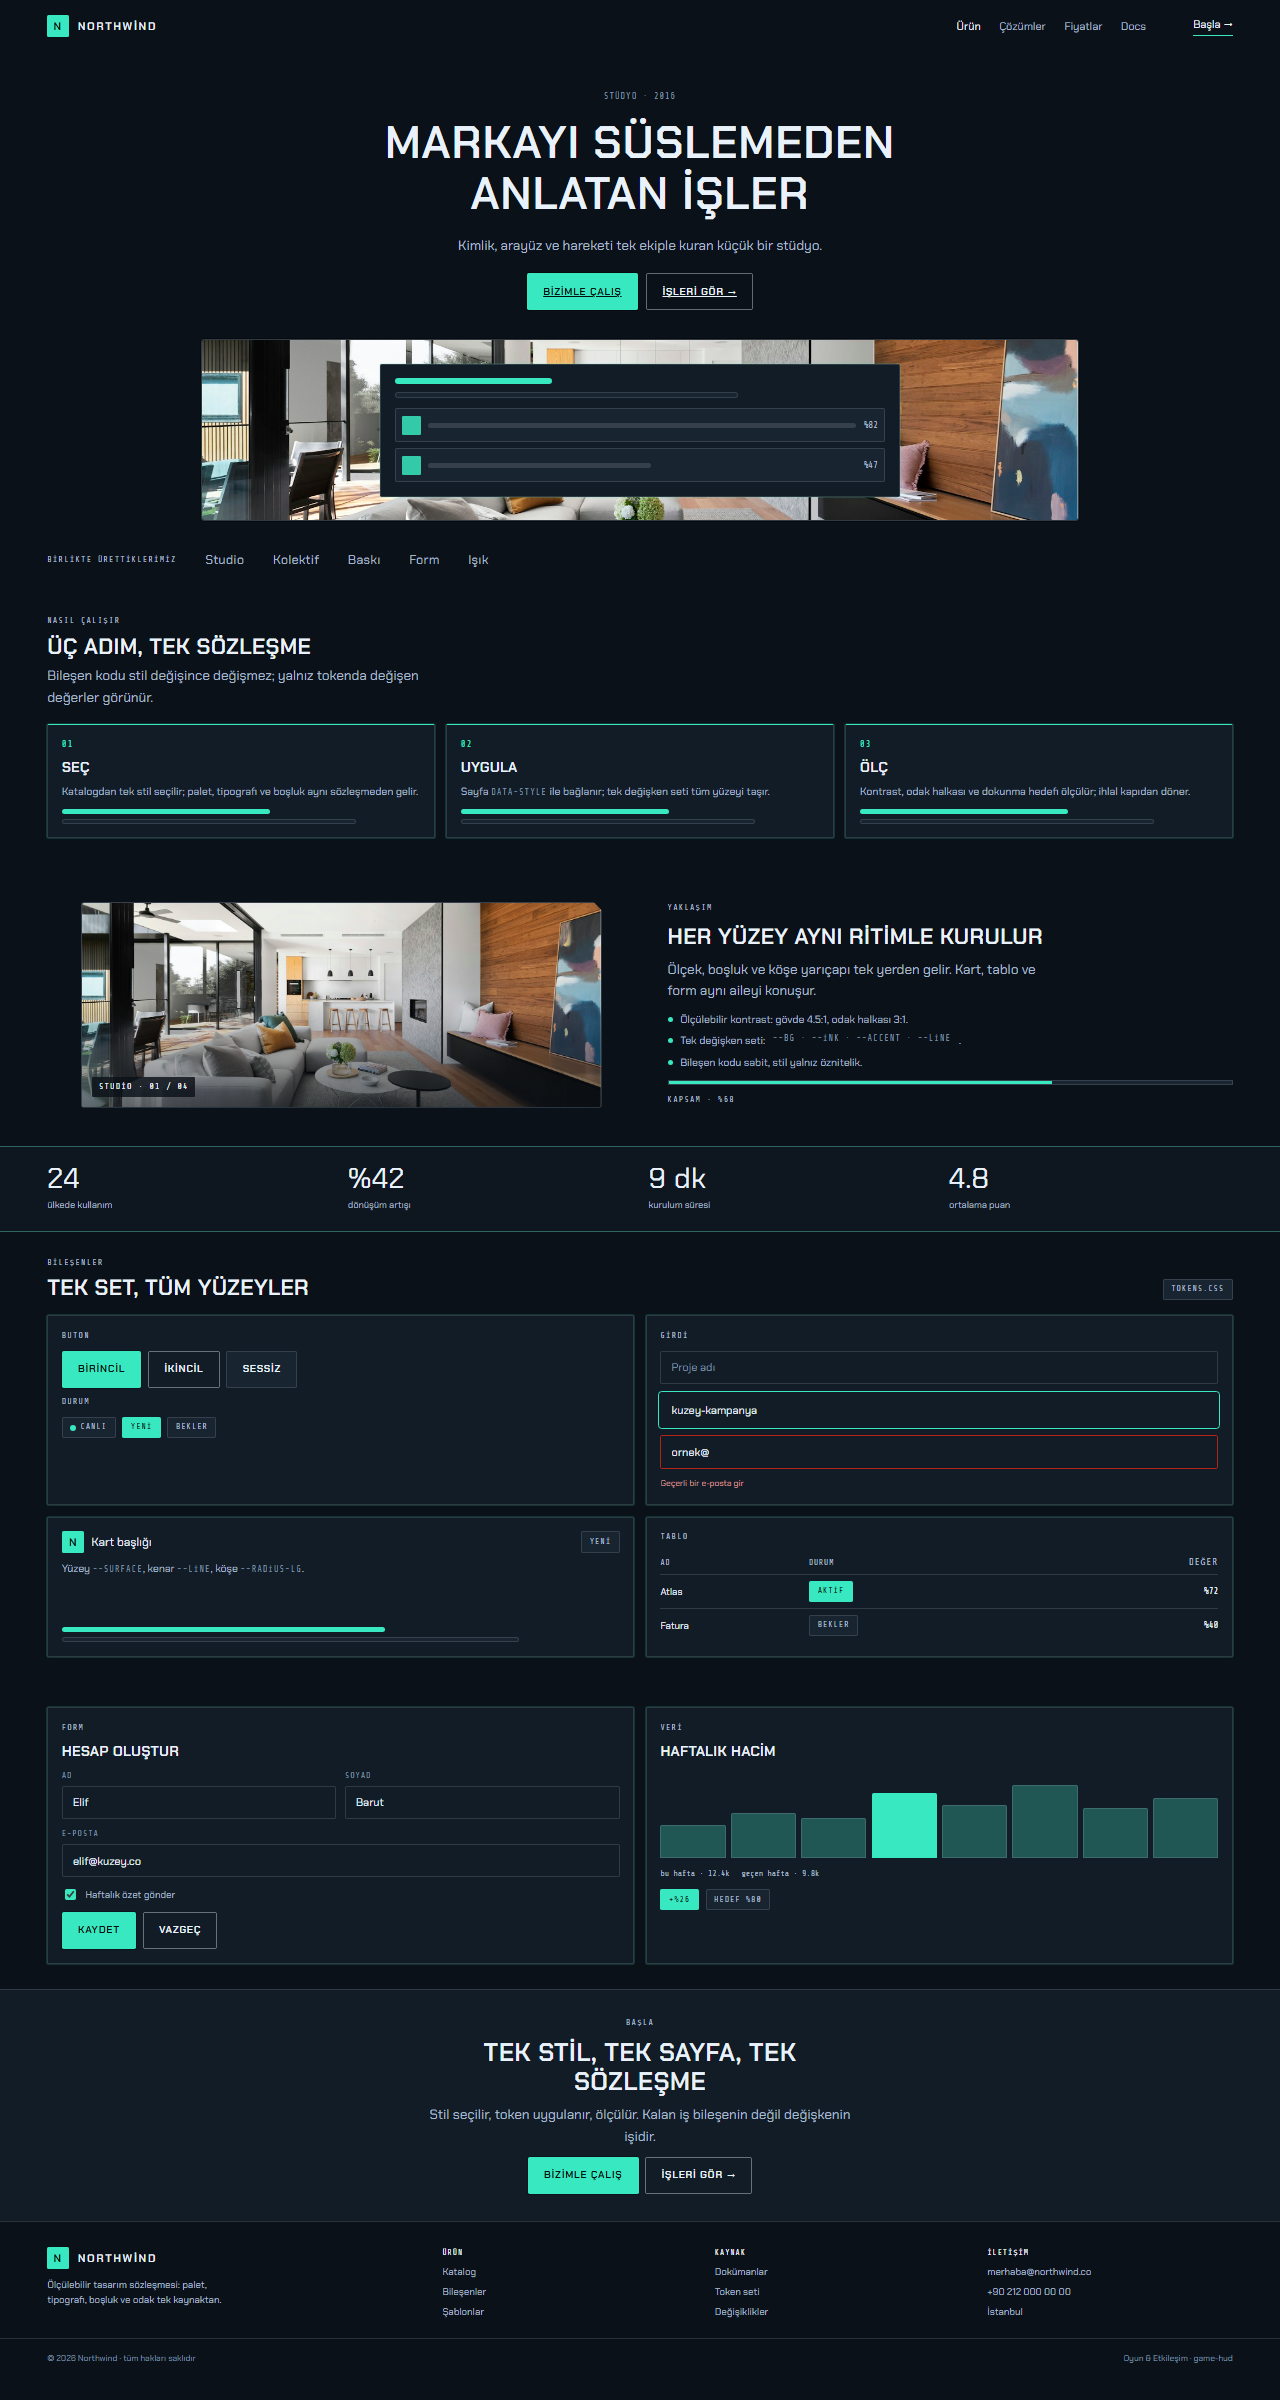 N NORTHWİND
Ürün Çözümler Fiyatlar Docs Başla →
STÜDYO · 2016
MARKAYI SÜSLEMEDEN
ANLATAN İŞLER
Kimlik, arayüz ve hareketi tek ekiple kuran küçük bir stüdyo.
BİZİMLE ÇALIŞ İŞLERİ GÖR →
%82
%47
BİRLİKTE ÜRETTİKLERİMİZ Studio Kolektif Baskı Form Işık
NASIL ÇALIŞIR
ÜÇ ADIM, TEK SÖZLEŞME
Bileşen kodu stil değişince değişmez; yalnız tokenda değişen
değerler görünür.
01
SEÇ
Katalogdan tek stil seçilir; palet, tipografi ve boşluk aynı sözleşmeden gelir.
02
UYGULA
Sayfa DATA-STYLE ile bağlanır; tek değişken seti tüm yüzeyi taşır.
03
ÖLÇ
Kontrast, odak halkası ve dokunma hedefi ölçülür; ihlal kapıdan döner.
STUDİO · 01 / 04
YAKLAŞIM
HER YÜZEY AYNI RİTİMLE KURULUR
Ölçek, boşluk ve köşe yarıçapı tek yerden gelir. Kart, tablo ve
form aynı aileyi konuşur.
Ölçülebilir kontrast: gövde 4.5:1, odak halkası 3:1.
Tek değişken seti: --BG · --İNK · --ACCENT · --LİNE .
Bileşen kodu sabit, stil yalnız öznitelik.
KAPSAM · %68
24
ülkede kullanım
%42
dönüşüm artışı
9 dk
kurulum süresi
4.8
ortalama puan
BİLEŞENLER
TEK SET, TÜM YÜZEYLER
TOKENS.CSS
BUTON
BİRİNCİL İKİNCİL SESSİZ
DURUM
CANLI YENİ BEKLER
GİRDİ
Proje adı
kuzey-kampanya
ornek@
Geçerli bir e-posta gir
N Kart başlığı YENİ
Yüzey --SURFACE, kenar --LİNE, köşe --RADİUS-LG.
TABLO
AD DURUM DEĞER
Atlas AKTİF %72
Fatura BEKLER %40
FORM
HESAP OLUŞTUR
AD SOYAD
Elif Barut
E-POSTA
elif@kuzey.co
Haftalık özet gönder
KAYDET VAZGEÇ
VERİ
HAFTALIK HACİM
bu hafta · 12.4k geçen hafta · 9.8k
+%26 HEDEF %80
BAŞLA
TEK STİL, TEK SAYFA, TEK
SÖZLEŞME
Stil seçilir, token uygulanır, ölçülür. Kalan iş bileşenin değil değişkenin
işidir.
BİZİMLE ÇALIŞ İŞLERİ GÖR →
N NORTHWİND
Ölçülebilir tasarım sözleşmesi: palet,
tipografi, boşluk ve odak tek kaynaktan.
ÜRÜN
Katalog
Bileşenler
Şablonlar
KAYNAK
Dokümanlar
Token seti
Değişiklikler
İLETİŞİM
merhaba@northwind.co
+90 212 000 00 00
İstanbul
© 2026 Northwind · tüm hakları saklıdır
Oyun & Etkileşim · game-hud